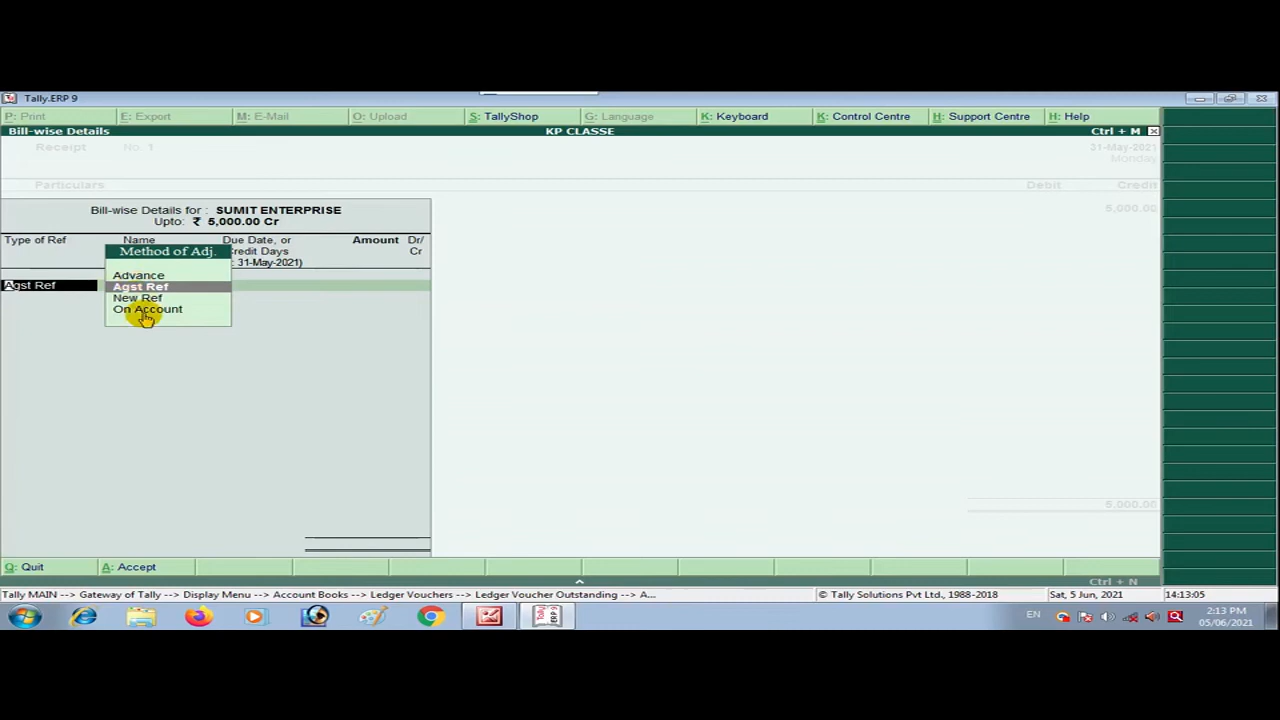 Tally.ERP 9
P: Print E: Export M: E-Mail O: Upload S: TallyShop G: Language K: Keyboard K: Control Centre H: Support Centre H: Help
Bill-wise Details KP CLASSE Ctrl + M
Receipt No. 1 31-May-2021
Monday
Particulars Debit Credit
5,000.00
Bill-wise Details for : SUMIT ENTERPRISE
Upto: ₹ 5,000.00 Cr
Type of Ref Name Due Date, or Amount Dr/
Credit Days Cr
: 31-May-2021)
Method of Adj.
Advance
Agst Ref Agst Ref
New Ref
On Account
5,000.00
Q: Quit A: Accept
Ctrl + N
Tally MAIN --> Gateway of Tally --> Display Menu --> Account Books --> Ledger Vouchers --> Ledger Voucher Outstanding --> A... © Tally Solutions Pvt Ltd., 1988-2018 Sat, 5 Jun, 2021 14:13:05
EN 2:13 PM
05/06/2021